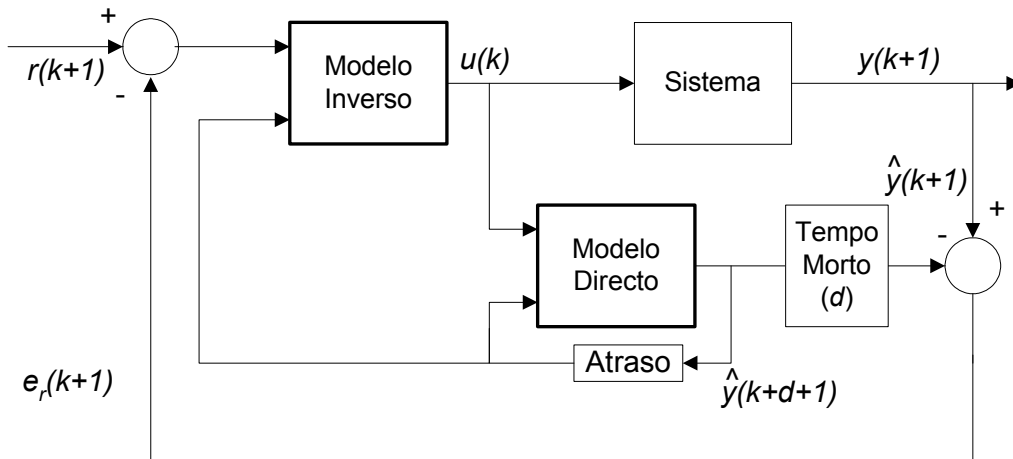 +
r(k+1)
-
Modelo
Inverso
u(k)
Sistema
y(k+1)
ŷ(k+1)
+
-
Modelo
Directo
Tempo
Morto
(d)
Atraso
ŷ(k+d+1)
e_r(k+1)